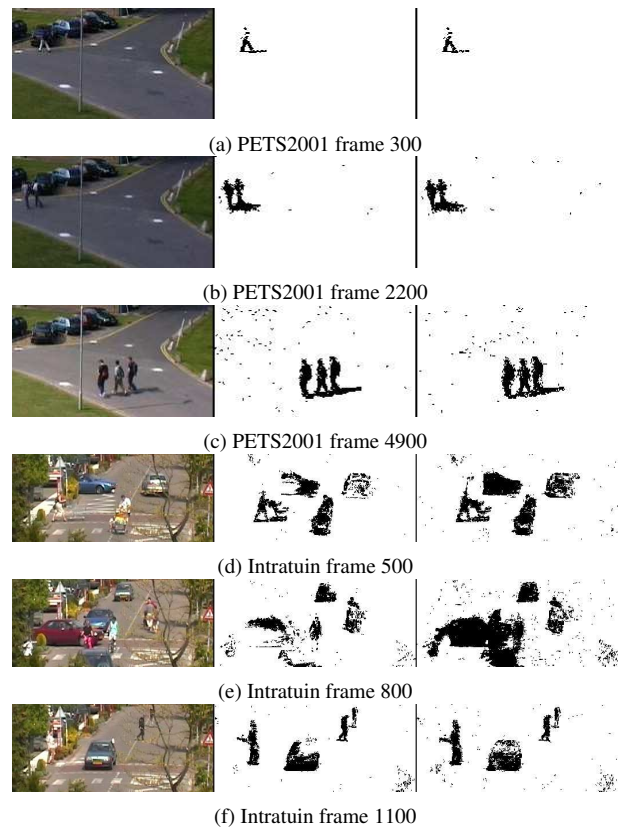 (a) PETS2001 frame 300
(b) PETS2001 frame 2200
(c) PETS2001 frame 4900
(d) Intratuin frame 500
(e) Intratuin frame 800
(f) Intratuin frame 1100